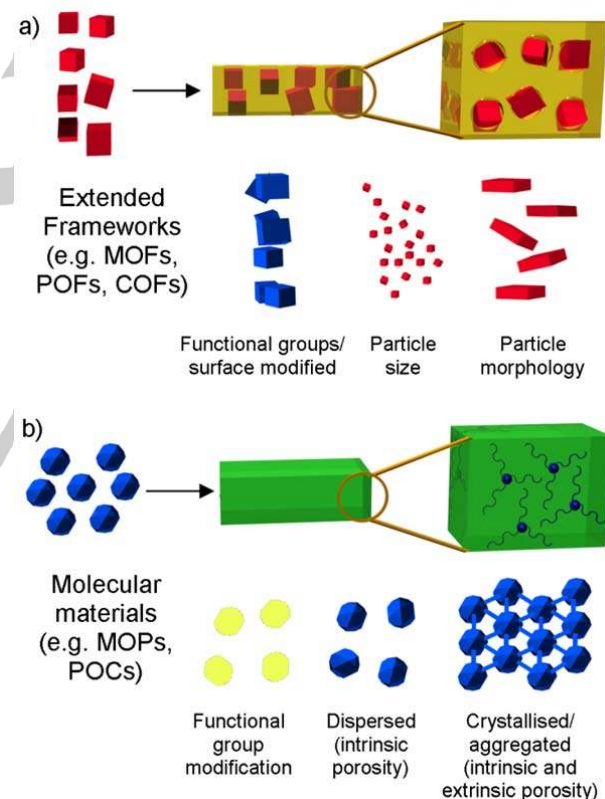 a)
Extended
Frameworks
(e.g. MOFs,
POFs, COFs)
Functional groups/
surface modified
Particle
size
Particle
morphology
b)
Molecular
materials
(e.g. MOPs,
POCs)
Functional
group
modification
Dispersed
(intrinsic
porosity)
Crystallised/
aggregated
(intrinsic and
extrinsic porosity)